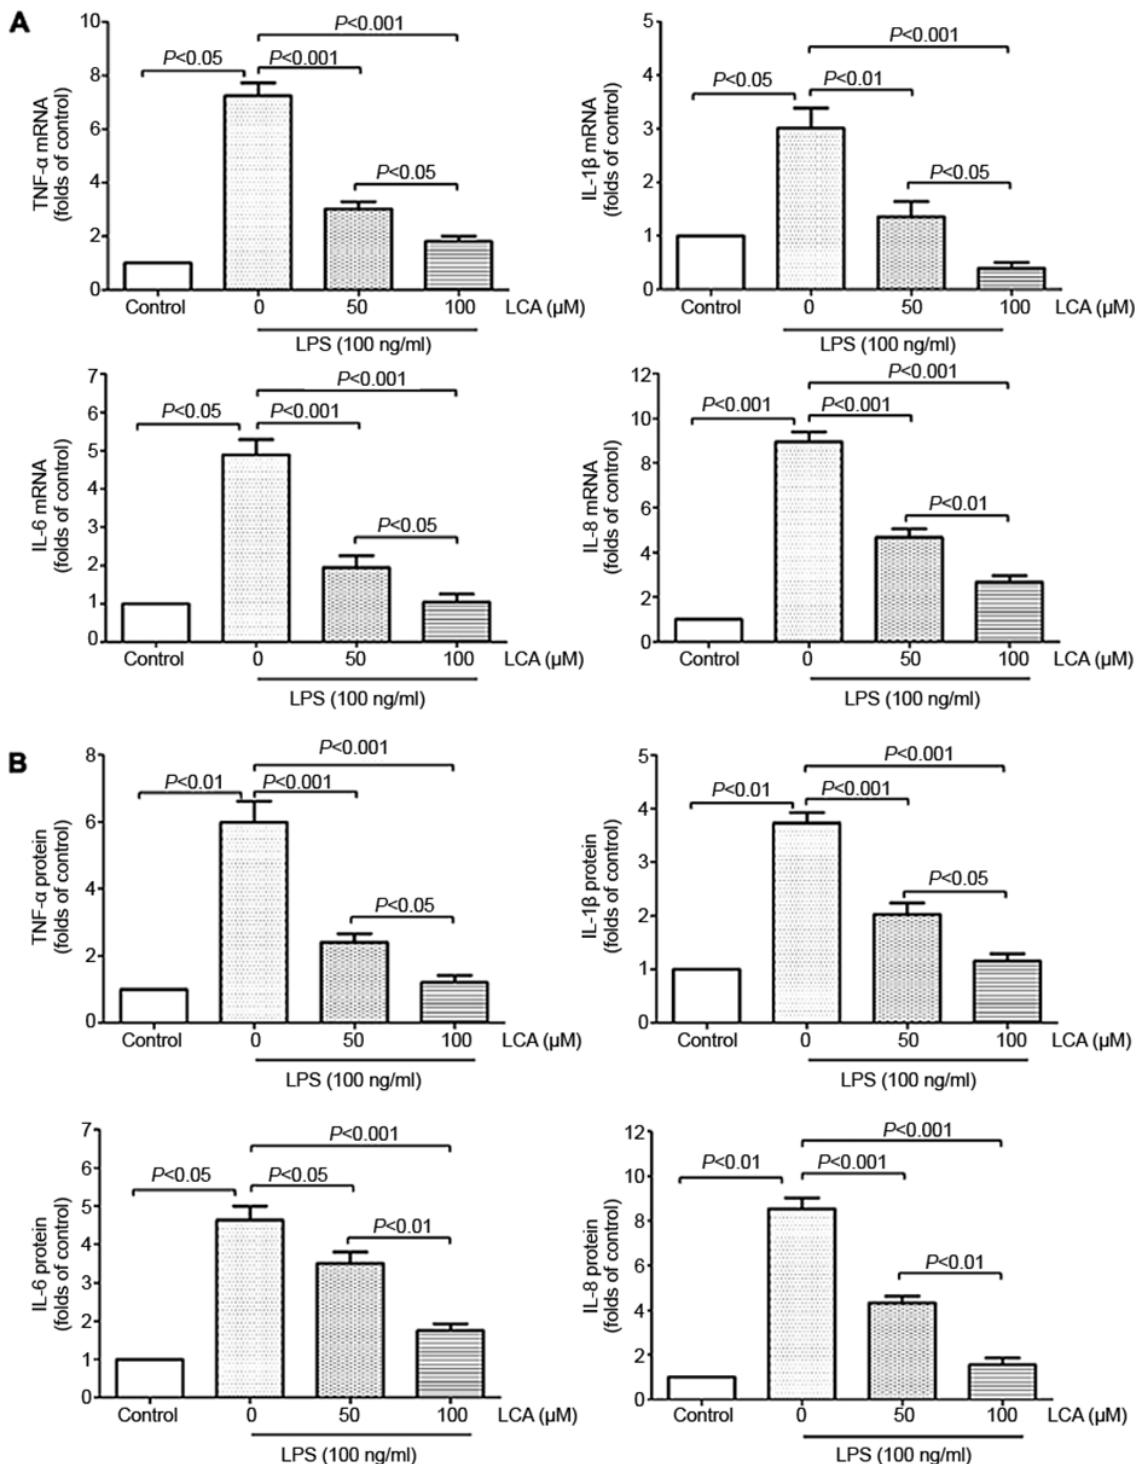 A
TNF-α mRNA
(folds of control)
10
8
6
4
2
0
P<0.001
P<0.05
P<0.001
P<0.05
Control
0
50
100
LCA (µM)
LPS (100 ng/ml)
IL-1β mRNA
(folds of control)
5
4
3
2
1
0
P<0.001
P<0.05
P<0.01
P<0.05
Control
0
50
100
LCA (µM)
LPS (100 ng/ml)
IL-6 mRNA
(folds of control)
7
6
5
4
3
2
1
0
P<0.001
P<0.05
P<0.001
P<0.05
Control
0
50
100
LCA (µM)
LPS (100 ng/ml)
IL-8 mRNA
(folds of control)
12
10
8
6
4
2
0
P<0.001
P<0.001
P<0.001
P<0.01
Control
0
50
100
LCA (µM)
LPS (100 ng/ml)
B
TNF-α protein
(folds of control)
8
6
4
2
0
P<0.001
P<0.01
P<0.001
P<0.05
Control
0
50
100
LCA (µM)
LPS (100 ng/ml)
IL-1β protein
(folds of control)
5
4
3
2
1
0
P<0.001
P<0.01
P<0.001
P<0.05
Control
0
50
100
LCA (µM)
LPS (100 ng/ml)
IL-6 protein
(folds of control)
7
6
5
4
3
2
1
0
P<0.001
P<0.05
P<0.05
P<0.01
Control
0
50
100
LCA (µM)
LPS (100 ng/ml)
IL-8 protein
(folds of control)
12
10
8
6
4
2
0
P<0.001
P<0.01
P<0.001
P<0.01
Control
0
50
100
LCA (µM)
LPS (100 ng/ml)